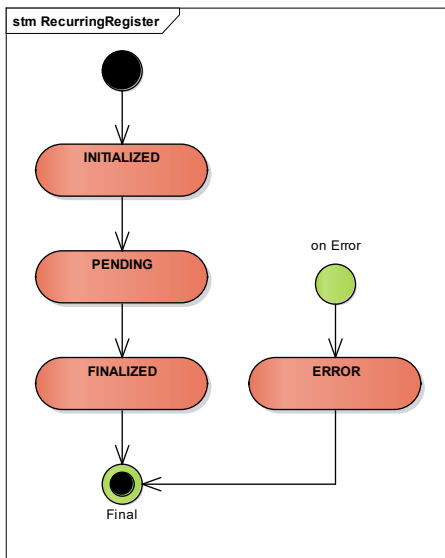 stm RecurringRegister
INITIALIZED
PENDING
on Error
FINALIZED
ERROR
Final